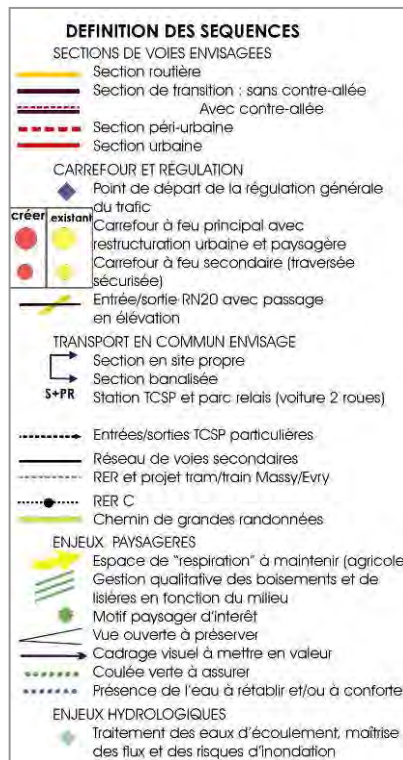 DEFINITION DES SEQUENCES
SECTIONS DE VOIES ENVISAGEES
Section routière
Section de transition : sans contre-allée
Avec contre-allée
Section péri-urbaine
Section urbaine
CARREFOUR ET RÉGULATION
Point de départ de la régulation générale
du trafic
créer existant
Carrefour à feu principal avec
restructuration urbaine et paysagère
Carrefour à feu secondaire (traversée
sécurisée)
Entrée/sortie RN20 avec passage
en élévation
TRANSPORT EN COMMUN ENVISAGE
Section en site propre
Section banalisée
S+PR Station TCSP et parc relais (voiture 2 roues)
Entrées/sorties TCSP particulières
Réseau de voies secondaires
RER et projet tram/train Massy/Evry
RER C
Chemin de grandes randonnées
ENJEUX PAYSAGERES
Espace de "respiration" à maintenir (agricole
Gestion qualitative des boisements et de
lisiéres en fonction du milieu
Motif paysager d'interêt
Vue ouverte à préserver
Cadrage visuel à mettre en valeur
Coulée verte à assurer
Présence de l'eau à rétablir et/ou à conforte
ENJEUX HYDROLOGIQUES
Traitement des eaux d'écoulement, maîtrise
des flux et des risques d'inondation